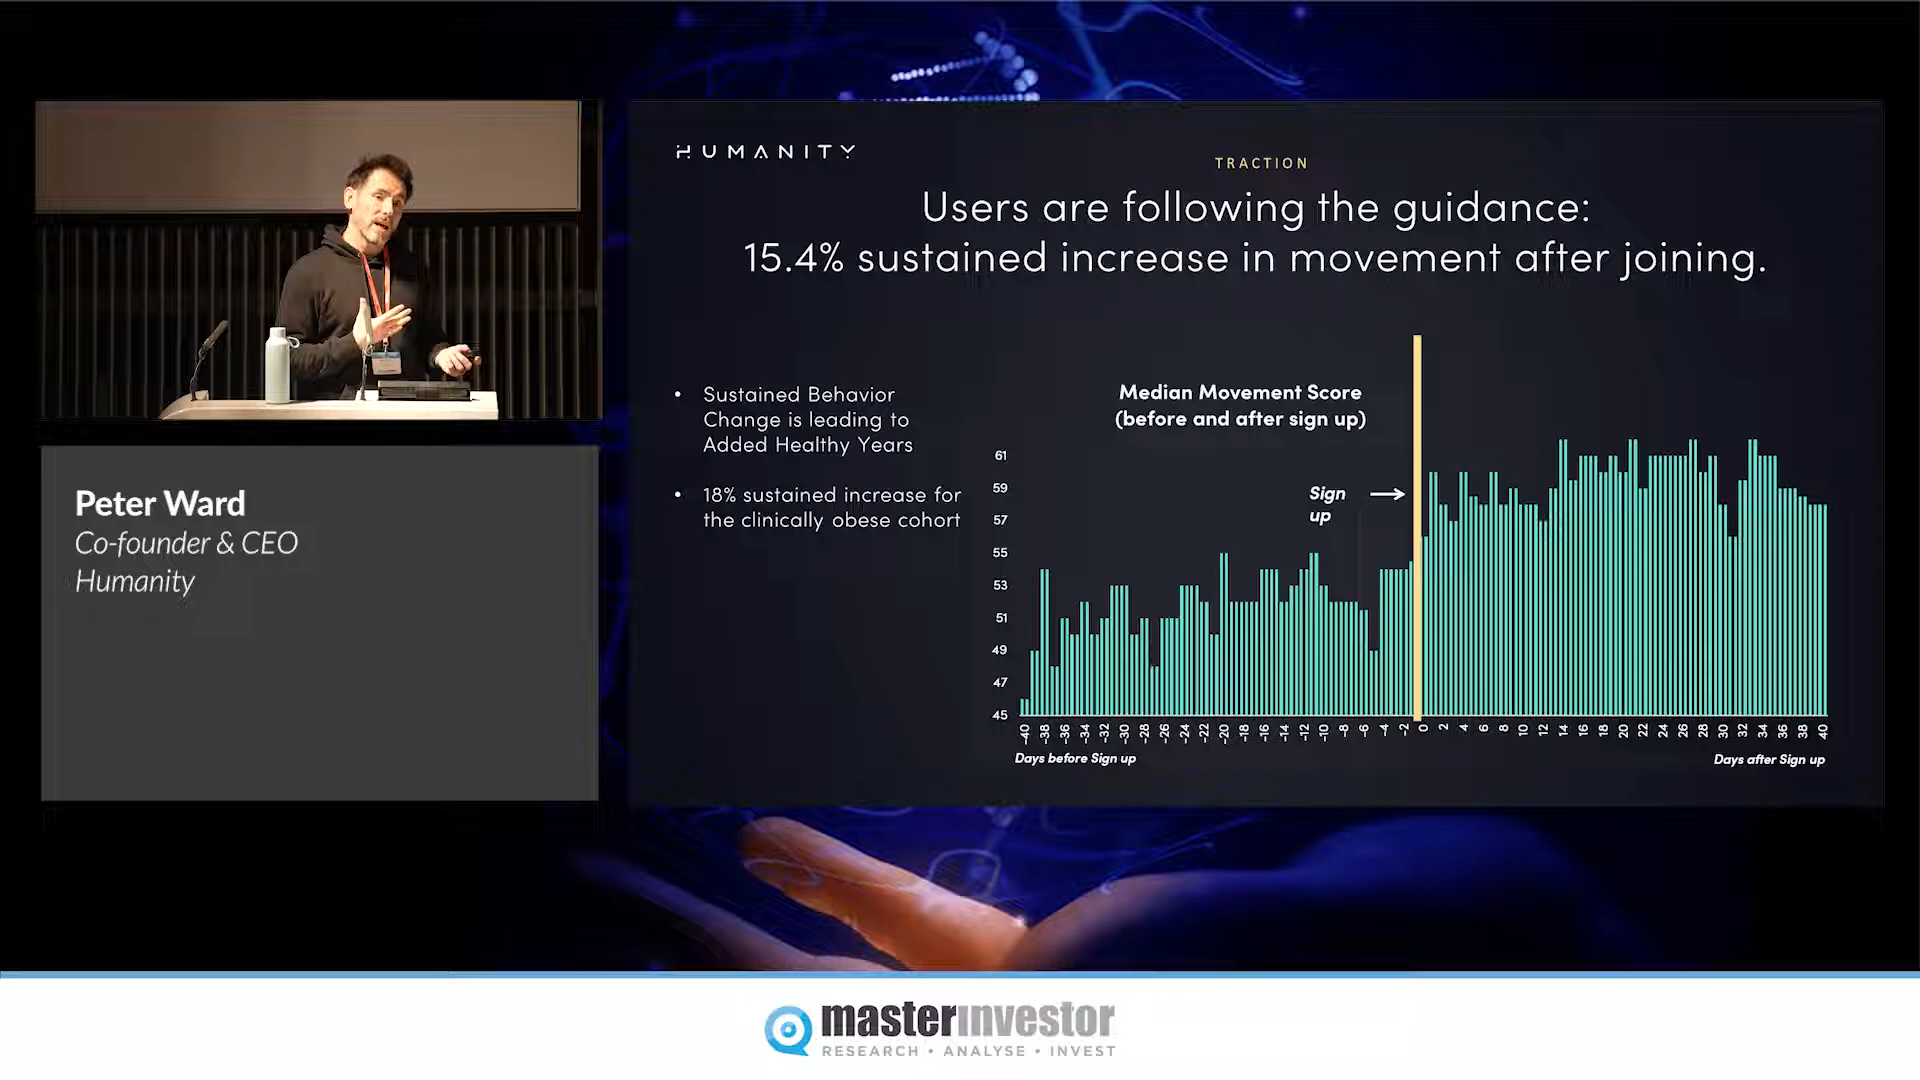 HUMANITY
TRACTION
Users are following the guidance:
15.4% sustained increase in movement after joining.
• Sustained Behavior
Change is leading to
Added Healthy Years
• 18% sustained increase for
the clinically obese cohort
Median Movement Score
(before and after sign up)
Sign
up
61
59
57
55
53
51
49
47
45
-40 -38 -36 -34 -32 -30 -28 -26 -24 -22 -20 -18 -16 -14 -12 -10 -8 -6 -4 -2 0 2 4 6 8 10 12 14 16 18 20 22 24 26 28 30 32 34 36 38 40
Days before Sign up
Days after Sign up
Peter Ward
Co-founder & CEO
Humanity
masterinvestor
RESEARCH • ANALYSE • INVEST